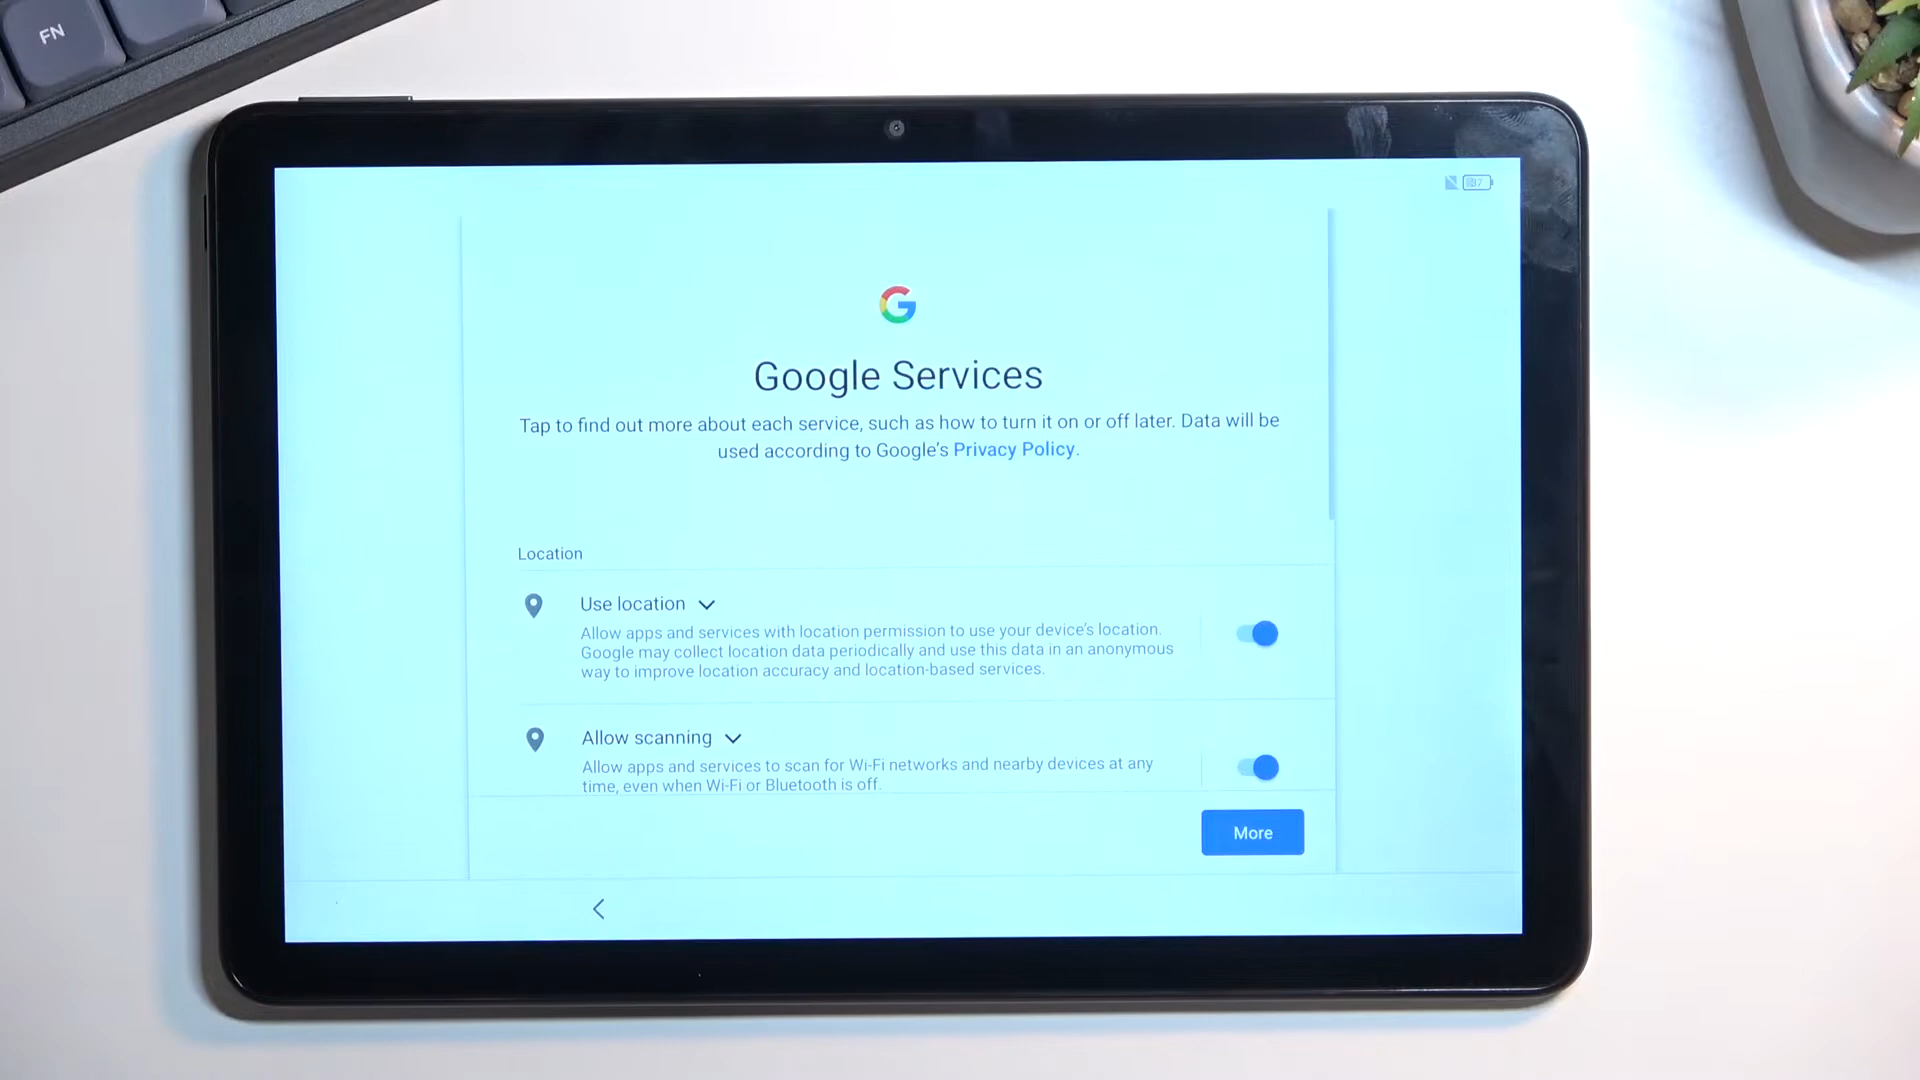 FN
Google Services
Tap to find out more about each service, such as how to turn it on or off later. Data will be
used according to Google's Privacy Policy.
Location
Use location
Allow apps and services with location permission to use your device's location.
Google may collect location data periodically and use this data in an anonymous
way to improve location accuracy and location-based services.
Allow scanning
Allow apps and services to scan for Wi-Fi networks and nearby devices at any
time, even when Wi-Fi or Bluetooth is off.
More